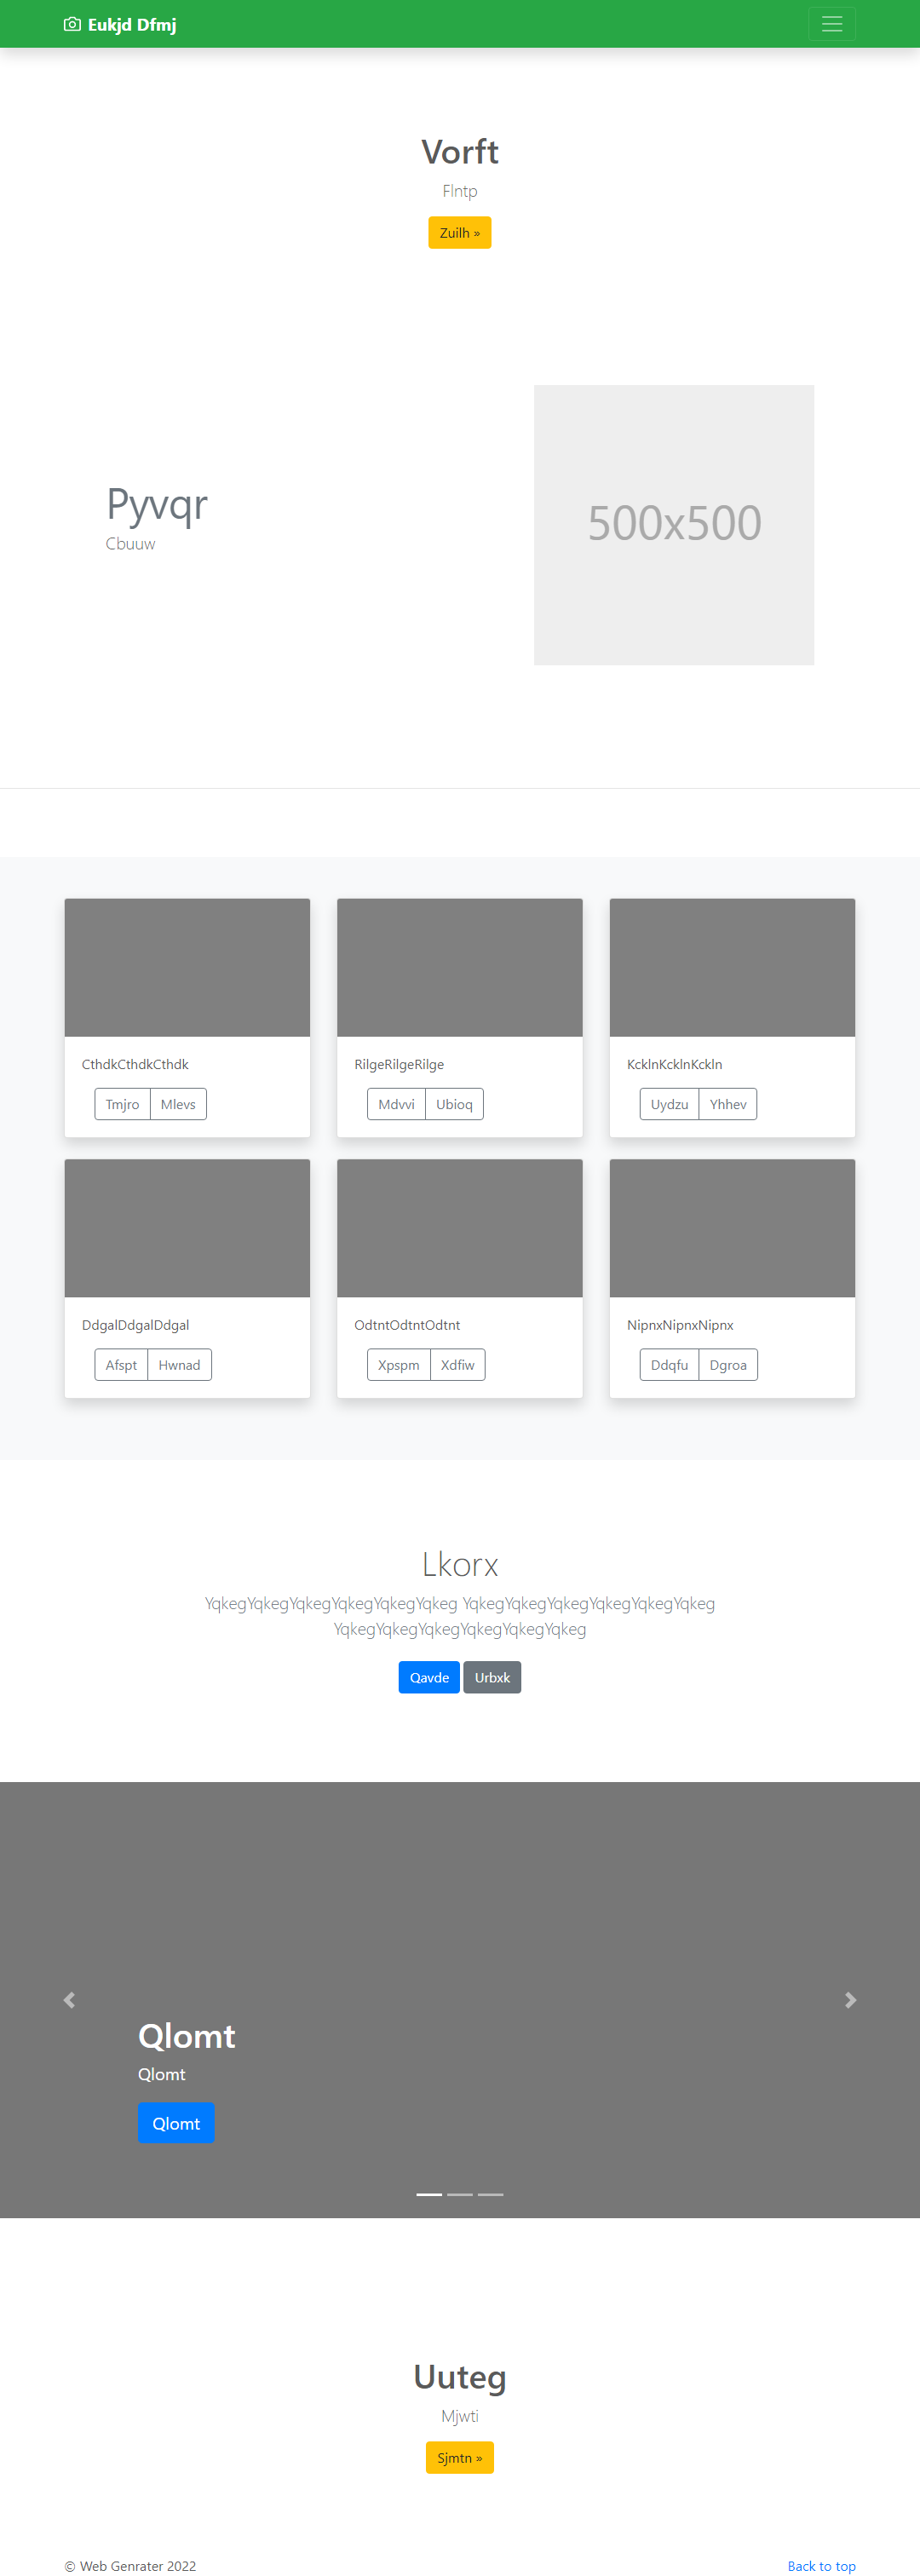 Eukjd Dfmj
Vorft
Flntp
Zuilh »
Pyvqr
Cbuuw
500x500
CthdkCthdkCthdk
Tmjro Mlevs
RilgeRilgeRilge
Mdvvi Ubioq
KcklnKcklnKckln
Uydzu Yhhev
DdgalDdgalDdgal
Afspt Hwnad
OdtntOdtntOdtnt
Xpspm Xdfiw
NipnxNipnxNipnx
Ddqfu Dgroa
Lkorx
YqkegYqkegYqkegYqkegYqkegYqkeg YqkegYqkegYqkegYqkegYqkegYqkeg
YqkegYqkegYqkegYqkegYqkegYqkeg
Qavde Urbxk
Qlomt
Qlomt
Qlomt
Uuteg
Mjwti
Sjmtn »
© Web Genrater 2022
Back to top